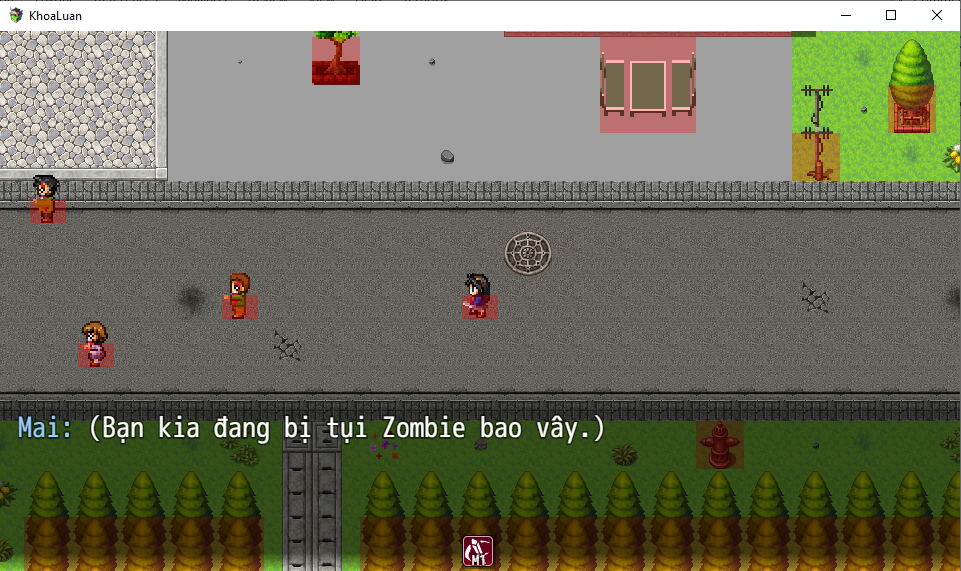 KhoaLuan
Mai: (Bạn kia đang bị tụi Zombie bao vây.)